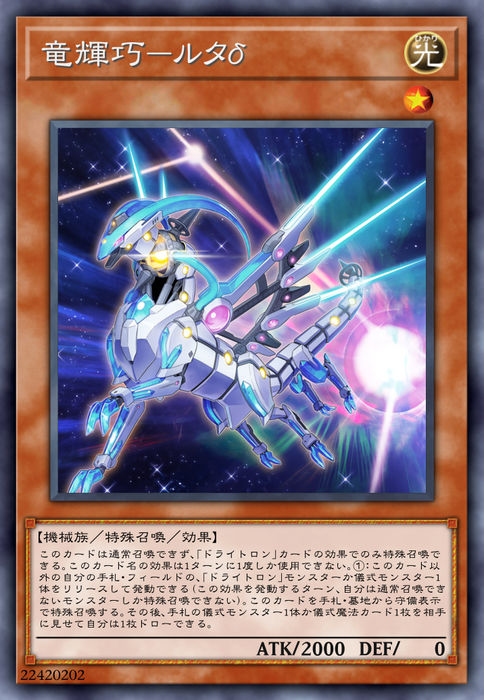 竜輝巧－ルタδ
ひかり
光
【機械族／特殊召喚／効果】
このカードは通常召喚できず、「ドライトロン」カードの効果でのみ特殊召喚で
きる。このカード名の効果は1ターンに1度しか使用できない。①：このカード以
外の自分の手札・フィールドの、「ドライトロン」モンスターか儀式モンスター1
体をリリースして発動できる(この効果を発動するターン、自分は通常召喚でき
ないモンスターしか特殊召喚できない)。このカードを手札・墓地から守備表示
で特殊召喚する。その後、手札の儀式モンスター1体か儀式魔法カード1枚を相手
に見せて自分は1枚ドローできる。
ATK/2000 DEF/ 0
22420202